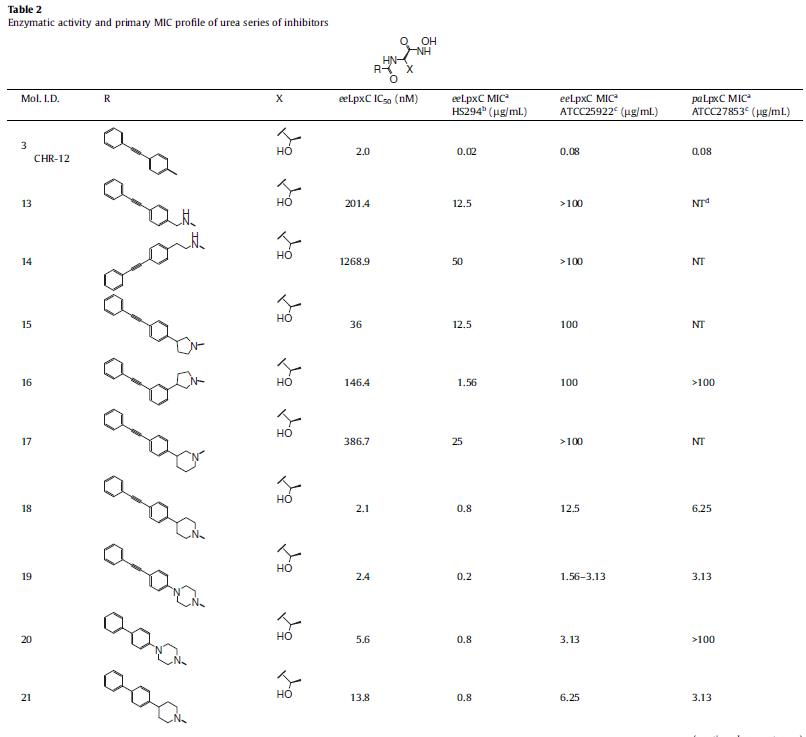 Table 2
Enzymatic activity and primary MIC profile of urea series of inhibitors
O OH
NH
HN
R X
O
Mol. I.D. R X eeLpxC IC50 (nM) eeLpxC MICa eeLpxC MICa paLpxC MICa
HS294b (μg/mL) ATCC25922c (μg/mL) ATCC27853c (μg/mL)
3 HO 2.0 0.02 0.08 0.08
CHR-12
13 H N HO 201.4 12.5 >100 NTd
14 H N HO 1268.9 50 >100 NT
15 N HO 36 12.5 100 NT
16 N HO 146.4 1.56 100 >100
17 N HO 386.7 25 >100 NT
18 N HO 2.1 0.8 12.5 6.25
19 N N HO 2.4 0.2 1.56–3.13 3.13
20 N N HO 5.6 0.8 3.13 >100
21 N HO 13.8 0.8 6.25 3.13